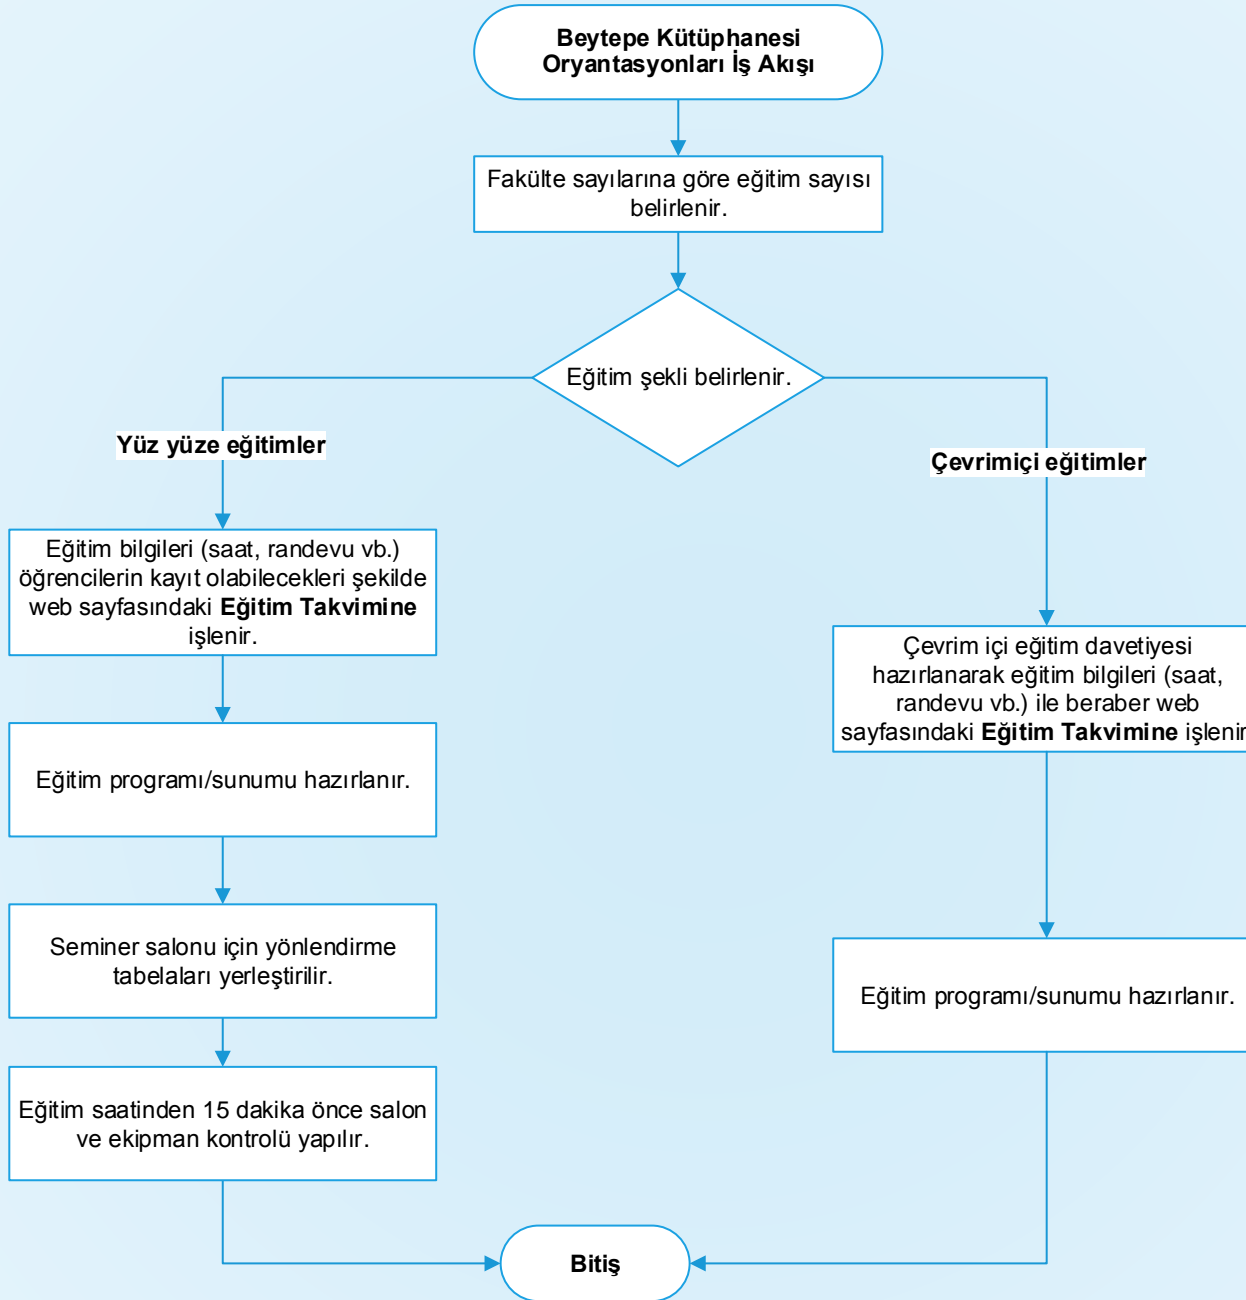 Beytepe Kütüphanesi
Oryantasyonları İş Akışı
Fakülte sayılarına göre eğitim sayısı
belirlenir.
Eğitim şekli belirlenir.
Yüz yüze eğitimler
Eğitim bilgileri (saat, randevu vb.)
öğrencilerin kayıt olabilecekleri şekilde
web sayfasındaki Eğitim Takvimine
işlenir.
Eğitim programı/sunumu hazırlanır.
Seminer salonu için yönlendirme
tabelaları yerleştirilir.
Eğitim saatinden 15 dakika önce salon
ve ekipman kontrolü yapılır.
Çevrimiçi eğitimler
Çevrim içi eğitim davetiyesi
hazırlanarak eğitim bilgileri (saat,
randevu vb.) ile beraber web
sayfasındaki Eğitim Takvimine işlenir
Eğitim programı/sunumu hazırlanır.
Bitiş